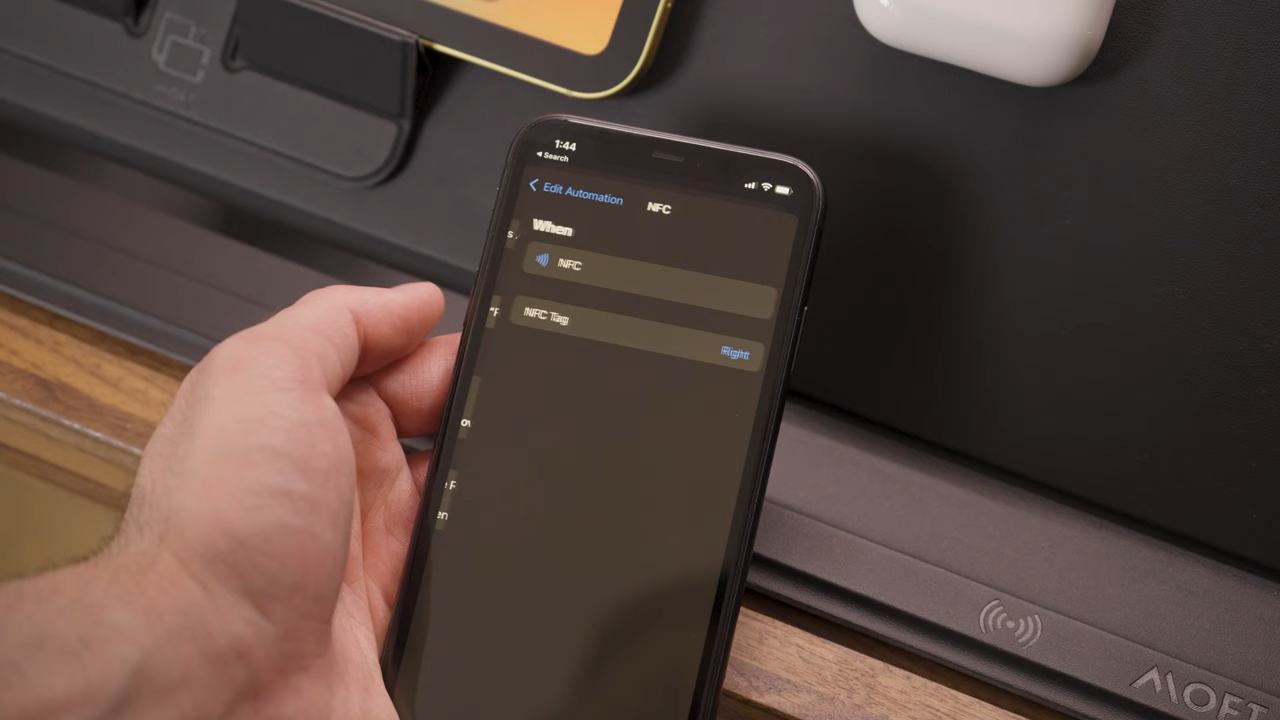 1:44
◀ Search
Edit Automation
NFC
When
NFC
NFC Tag
Right
MOFT